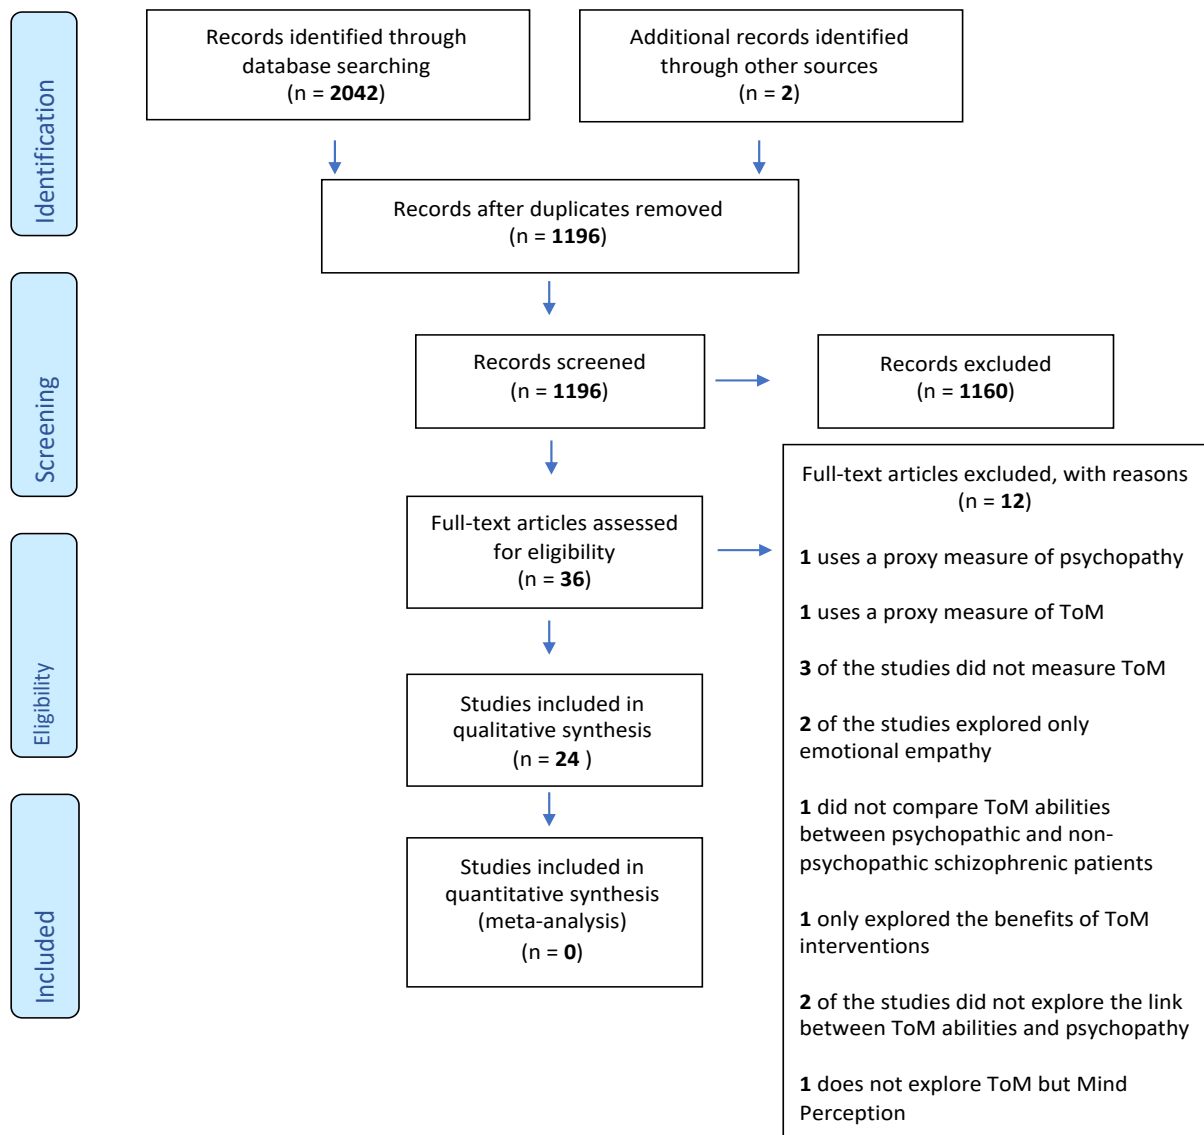 Identification
Records identified through
database searching
(n = 2042)
Additional records identified
through other sources
(n = 2)
Records after duplicates removed
(n = 1196)
Screening
Records screened
(n = 1196)
Records excluded
(n = 1160)
Eligibility
Full-text articles assessed
for eligibility
(n = 36)
Full-text articles excluded, with reasons
(n = 12)
1 uses a proxy measure of psychopathy
1 uses a proxy measure of ToM
3 of the studies did not measure ToM
2 of the studies explored only
emotional empathy
1 did not compare ToM abilities
between psychopathic and non-
psychopathic schizophrenic patients
1 only explored the benefits of ToM
interventions
2 of the studies did not explore the link
between ToM abilities and psychopathy
1 does not explore ToM but Mind
Perception
Studies included in
qualitative synthesis
(n = 24 )
Included
Studies included in
quantitative synthesis
(meta-analysis)
(n = 0)